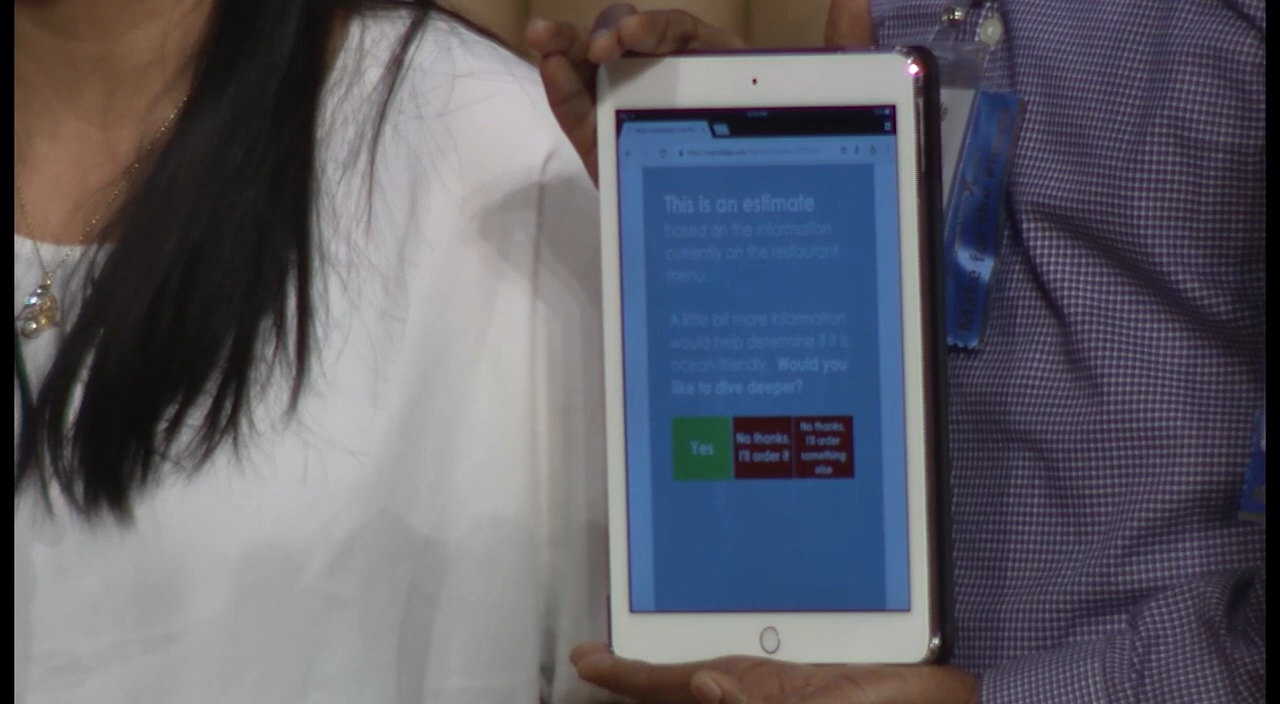 This is an estimate
based on the information
currently on the restaurant
menu.
A little bit more information
would help determine if it is
ocean-friendly. Would you
like to dive deeper?
Yes
No thanks,
I'll order it
No thanks,
I'll order
something
else